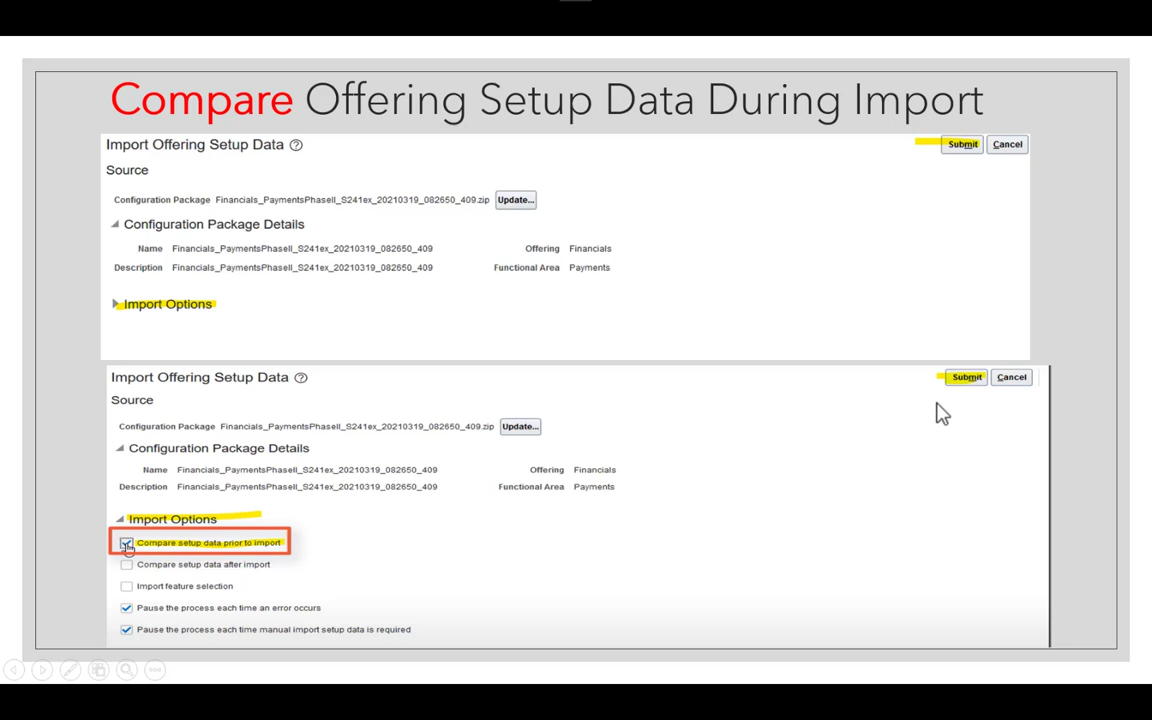 Compare Offering Setup Data During Import
Import Offering Setup Data ?
Submit Cancel
Source
Configuration Package Financials_PaymentsPhaseII_S241ex_20210319_082650_409.zip Update...
Configuration Package Details
Name Financials_PaymentsPhaseII_S241ex_20210319_082650_409 Offering Financials
Description Financials_PaymentsPhaseII_S241ex_20210319_082650_409 Functional Area Payments
Import Options
Import Offering Setup Data ?
Submit Cancel
Source
Configuration Package Financials_PaymentsPhaseII_S241ex_20210319_082650_409.zip Update...
Configuration Package Details
Name Financials_PaymentsPhaseII_S241ex_20210319_082650_409 Offering Financials
Description Financials_PaymentsPhaseII_S241ex_20210319_082650_409 Functional Area Payments
Import Options
Compare setup data prior to import
Compare setup data after import
Import feature selection
Pause the process each time an error occurs
Pause the process each time manual import setup data is required